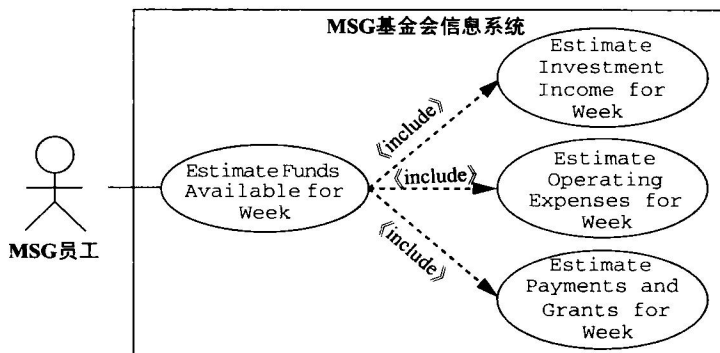 MSG基金会信息系统
Estimate
Investment
Income for
Week
《include》
Estimate Funds
Available for
Week
《include》
Estimate
Operating
Expenses for
Week
MSG员工
《include》
Estimate
Payments and
Grants for
Week